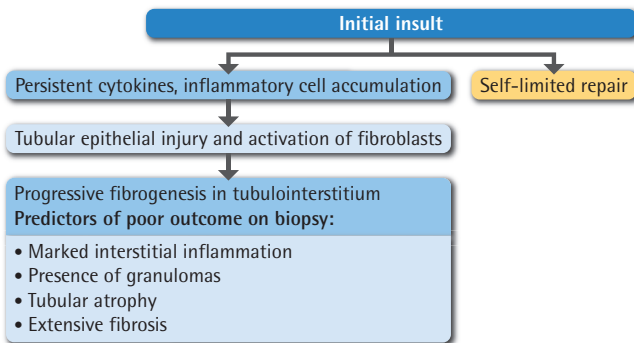 Initial insult
Persistent cytokines, inflammatory cell accumulation
Self-limited repair
Tubular epithelial injury and activation of fibroblasts
Progressive fibrogenesis in tubulointerstitium
Predictors of poor outcome on biopsy:
• Marked interstitial inflammation
• Presence of granulomas
• Tubular atrophy
• Extensive fibrosis